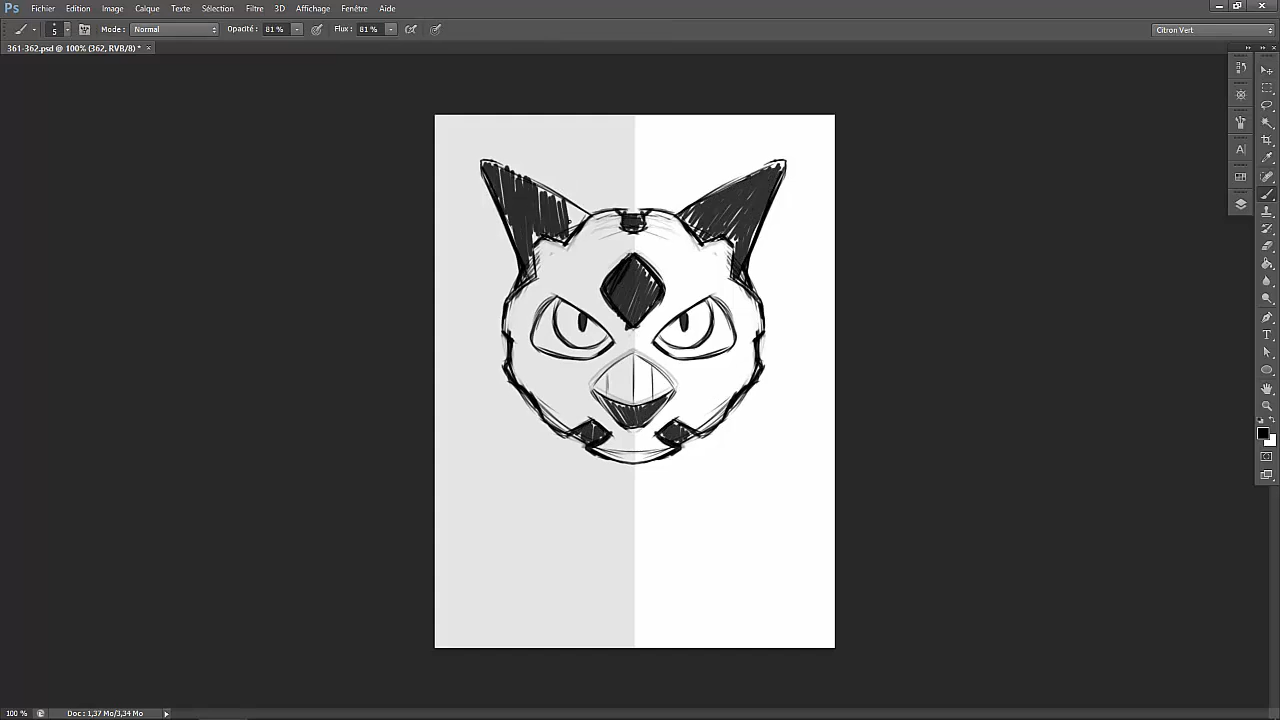 Ps Fichier Edition Image Calque Texte Sélection Filtre 3D Affichage Fenêtre Aide
5 Mode : Normal Opacité : 81 % Flux : 81 % Citron Vert
361-362.psd @ 100% (362, RVB/8) *
100 % Doc : 1,37 Mo/3,34 Mo